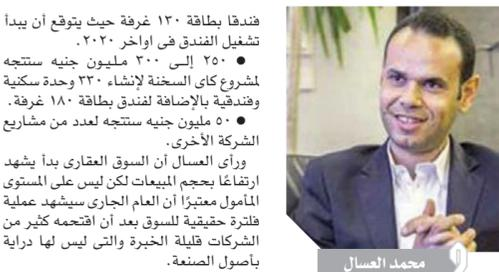 فندقا بطاقة ١٣٠ غرفة حيث يتوقع أن يبدأ
تشغيل الفندق فى اواخر ٢٠٢٠.
● ٢٥٠ إلــى ٣٠٠ مـلـيـون جنيه ستتجه
لمشروع كاى السخنة لإنشاء ٣٣٠ وحدة سكنية
وفندقية بالإضافة لفندق بطاقة ١٨٠ غرفة.
● ٥٠ مليون جنيه ستتجه لعدد من مشاريع
الشركة الأخرى.
ورأى العسـال أن السوق العقارى بدأ يشهد
ارتفاعًا بحجم المبيعات لكن ليس على المستوى
المأمول معتبرًا أن العام الجارى سيشهد عملية
فلترة حقيقية للسوق بعد أن اقتحمه كثير من
الشركات قليلة الخبرة والتى ليس لها دراية
بأصول الصنعة.
محمد العسال